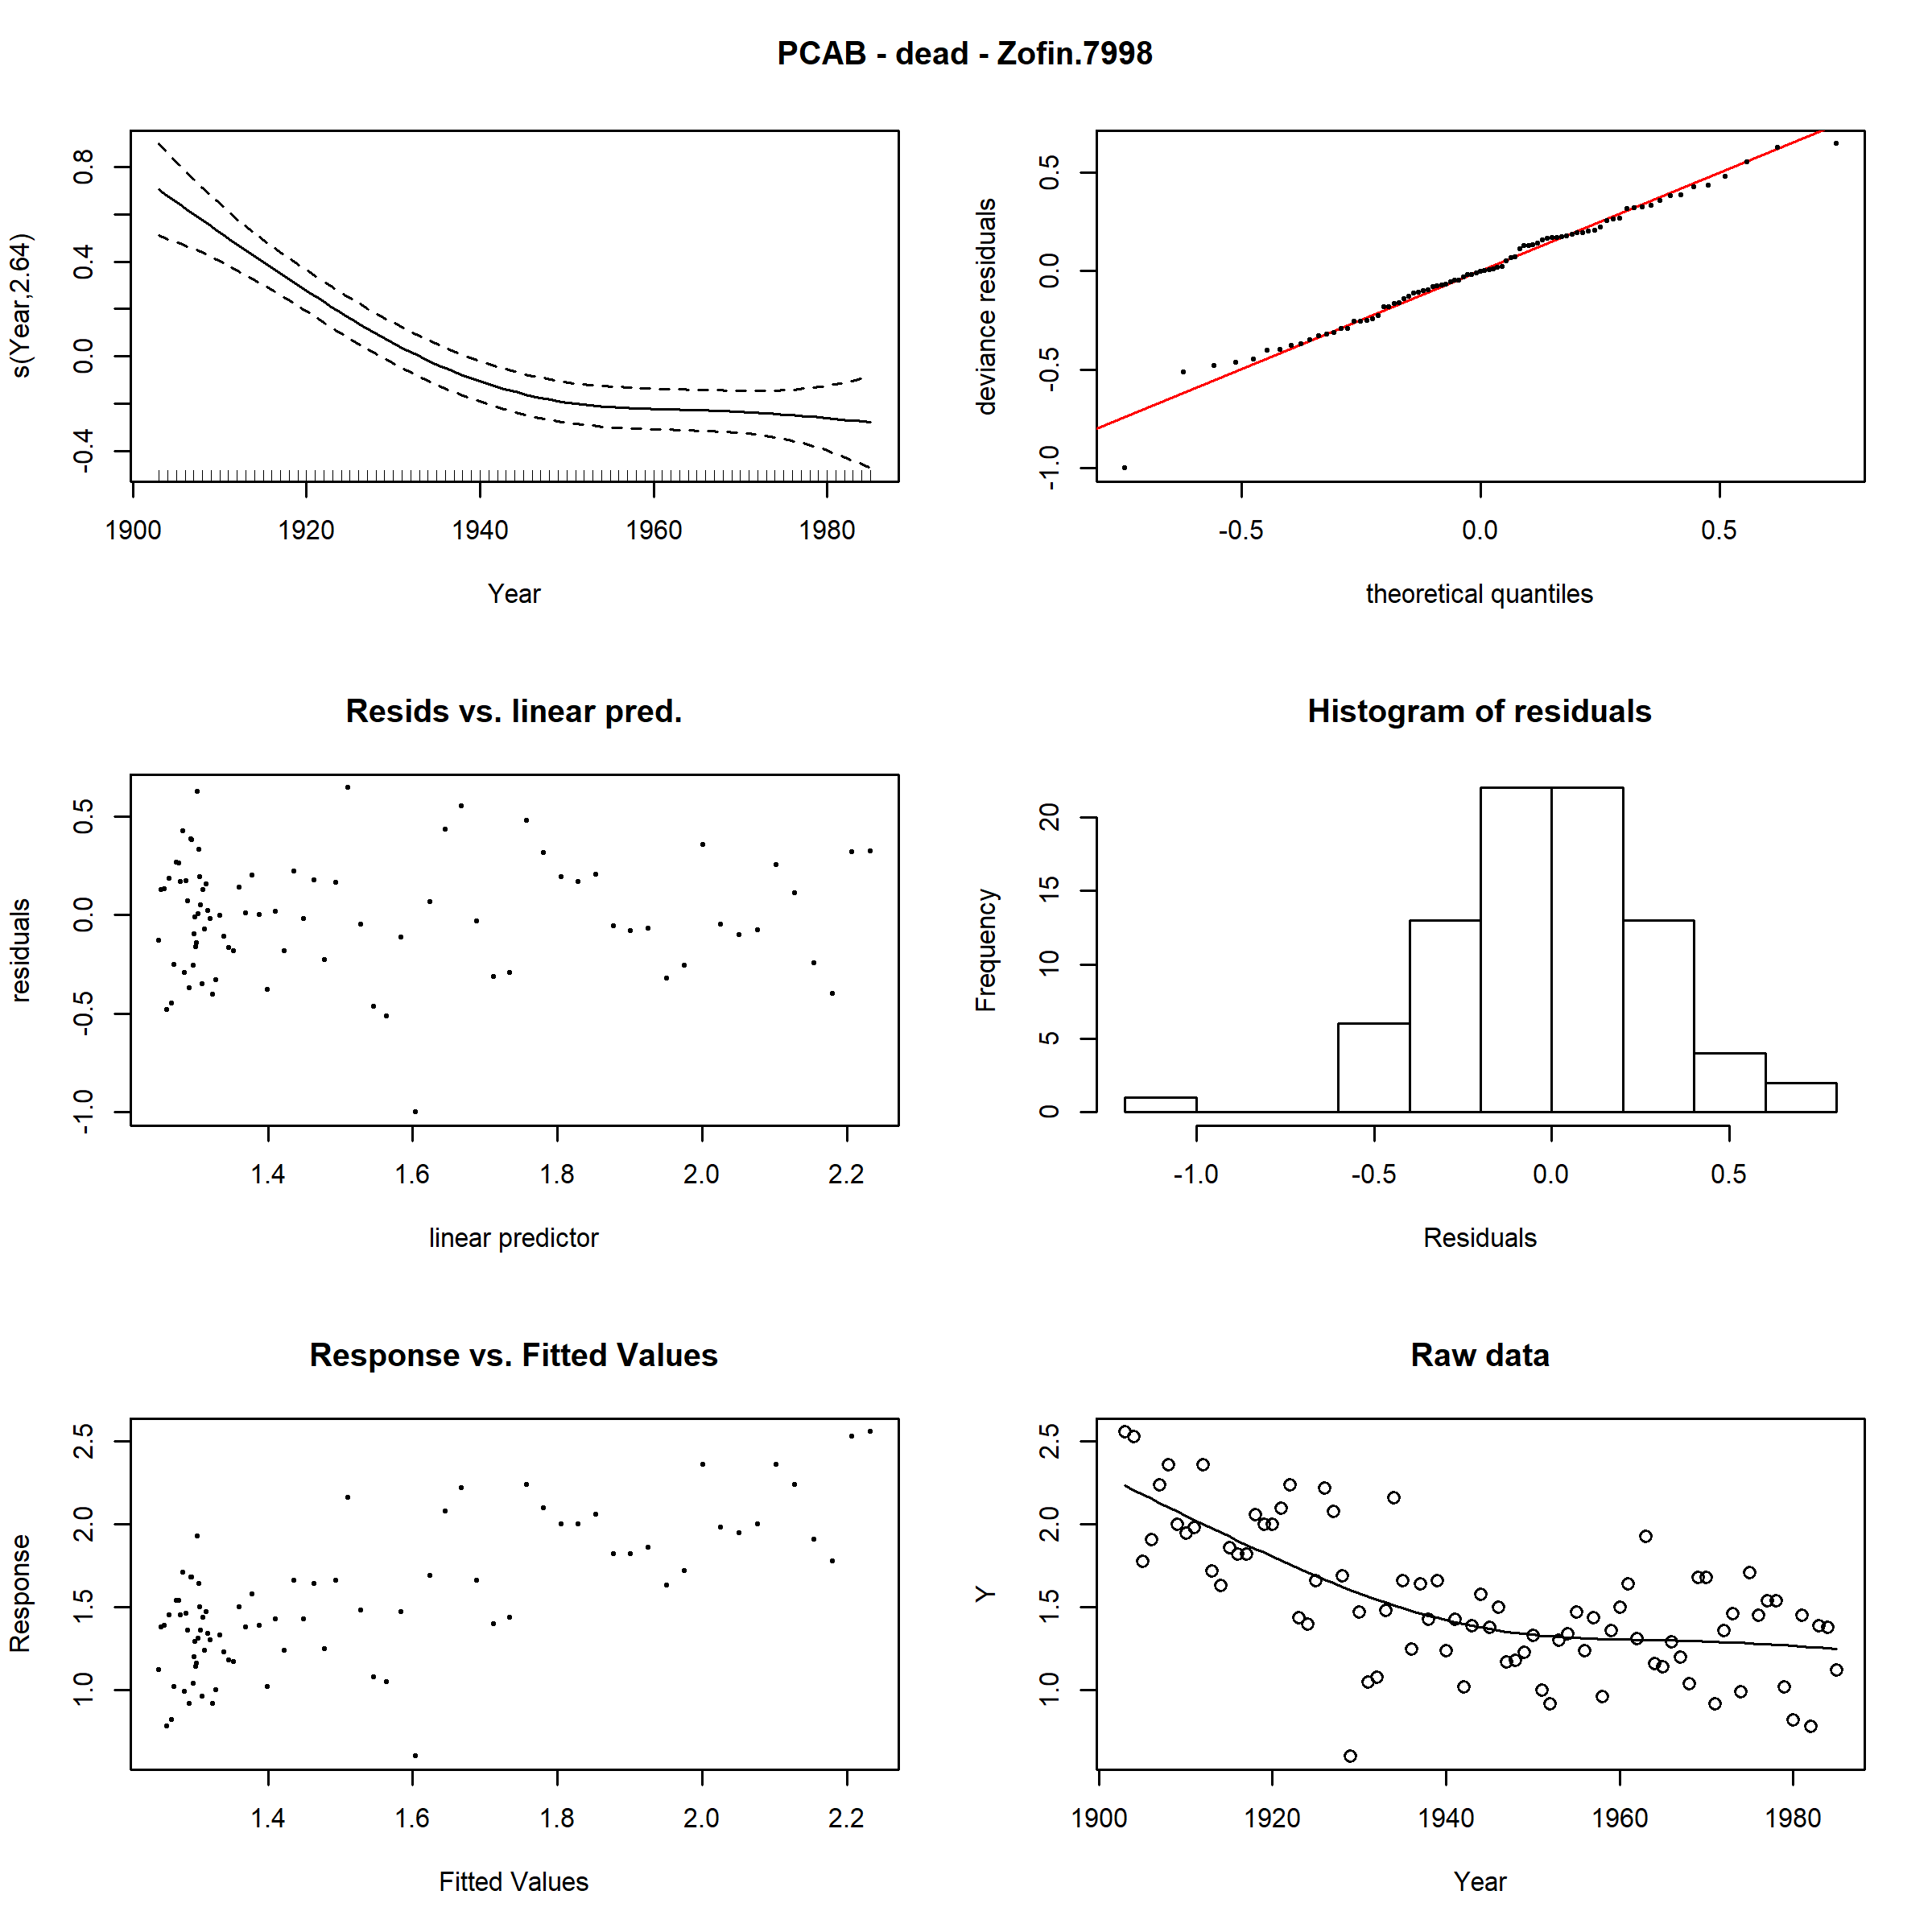 PCAB - dead - Zofin.7998
s(Year,2.64)
-0.4 0.0 0.4 0.8
1900 1920 1940 1960 1980
Year
deviance residuals
-1.0 -0.5 0.0 0.5
-0.5 0.0 0.5
theoretical quantiles
Resids vs. linear pred.
residuals
-1.0 -0.5 0.0 0.5
1.4 1.6 1.8 2.0 2.2
linear predictor
Histogram of residuals
Frequency
0 5 10 15 20
-1.0 -0.5 0.0 0.5
Residuals
Response vs. Fitted Values
Response
1.0 1.5 2.0 2.5
1.4 1.6 1.8 2.0 2.2
Fitted Values
Raw data
Y
1.0 1.5 2.0 2.5
1900 1920 1940 1960 1980
Year